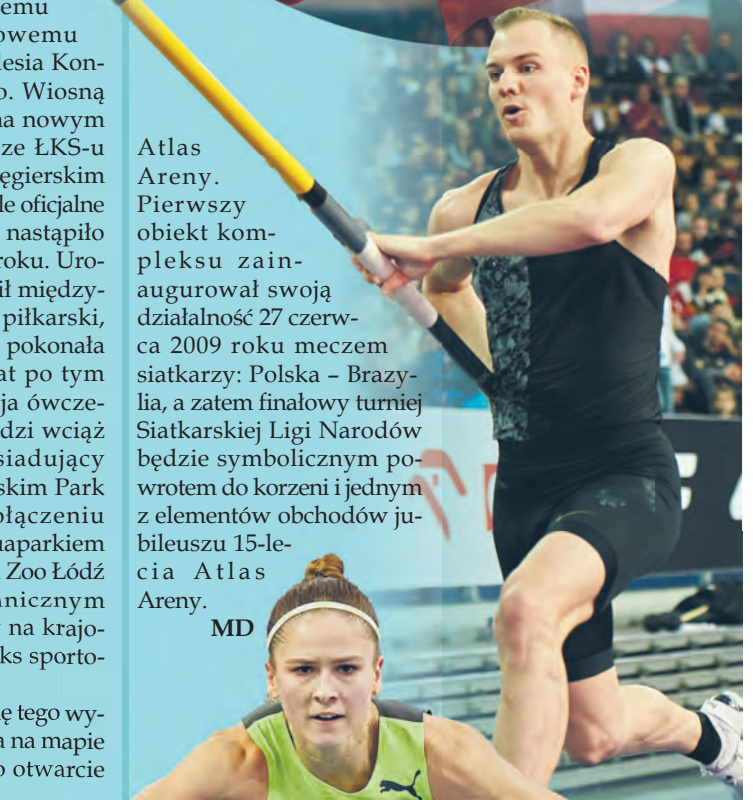 emu
owemu
lesia Kon-
o. Wiosną
na nowym
ze ŁKS-u
ęgierskim
le oficjalne
nastąpiło
roku. Uro-
ił między-
piłkarski,
pokonała
at po tym
ja ówcze-
dzi wciąż
siadujący
skim Park
ołączeniu
uaparkiem
Zoo Łódź
anicznym
na krajo-
ks sporto-
ę tego wy-
a na mapie
o otwarcie
Atlas
Areny.
Pierwszy
obiekt kom-
pleksu zain-
augurował swoją
działalność 27 czerw-
ca 2009 roku meczem
siatkarzy: Polska – Brazy-
lia, a zatem finałowy turniej
Siatkarskiej Ligi Narodów
będzie symbolicznym po-
wrotem do korzeni i jednym
z elementów obchodów ju-
bileuszu 15-le-
cia Atlas
Areny.
MD